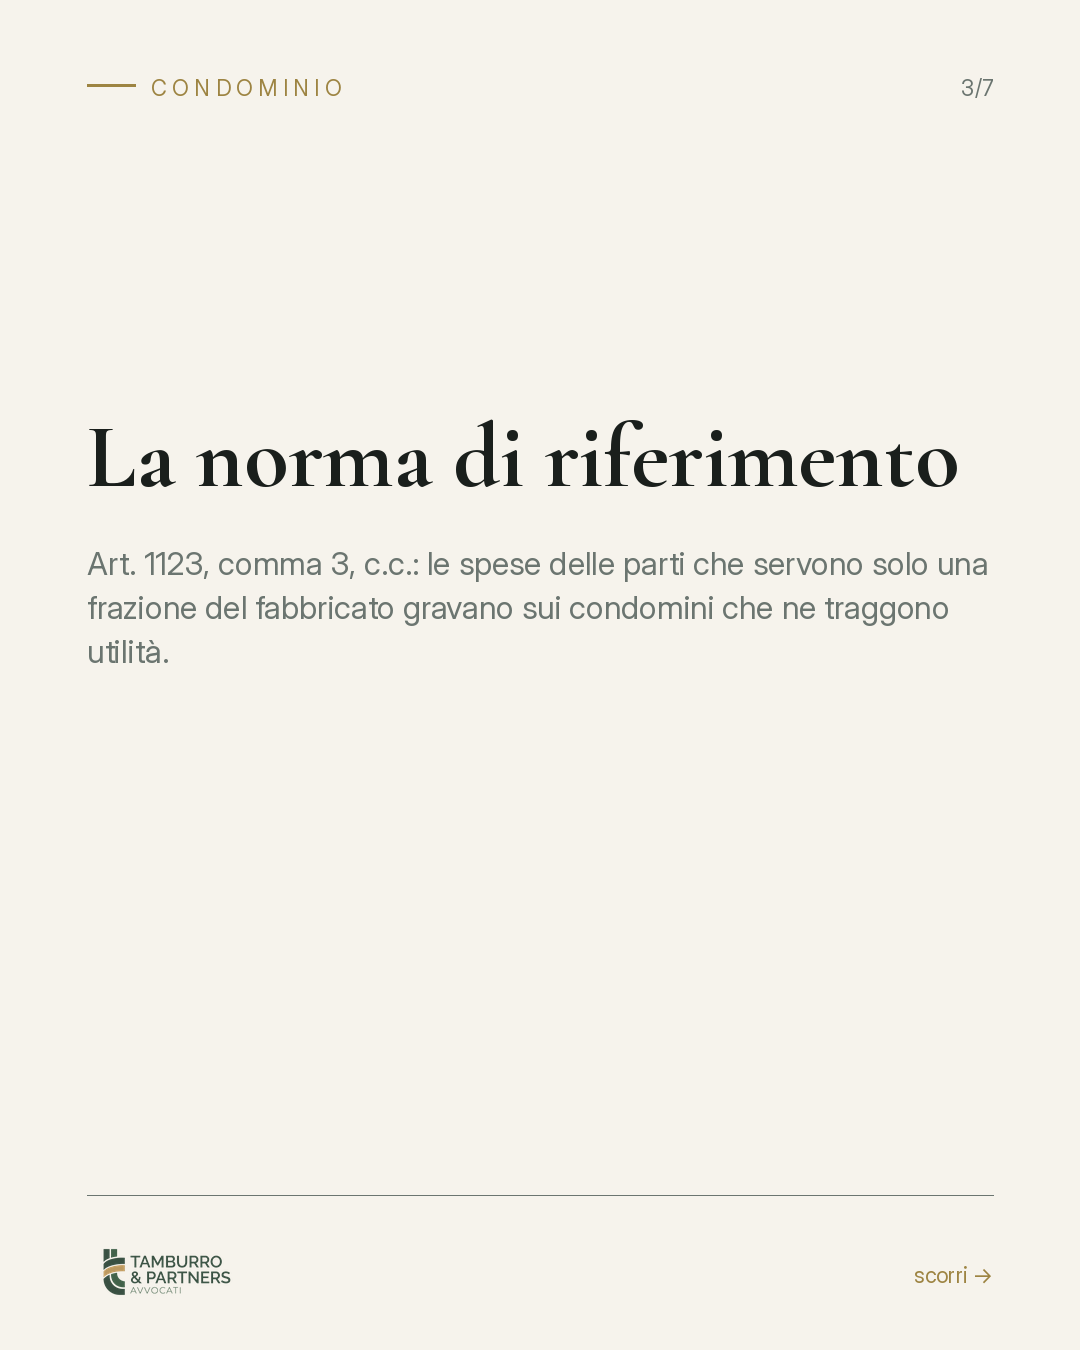 CONDOMINIO
3/7
La norma di riferimento
Art. 1123, comma 3, c.c.: le spese delle parti che servono solo una
frazione del fabbricato gravano sui condomini che ne traggono
utilità.
TAMBURRO
& PARTNERS
AVVOCATI
scorri →